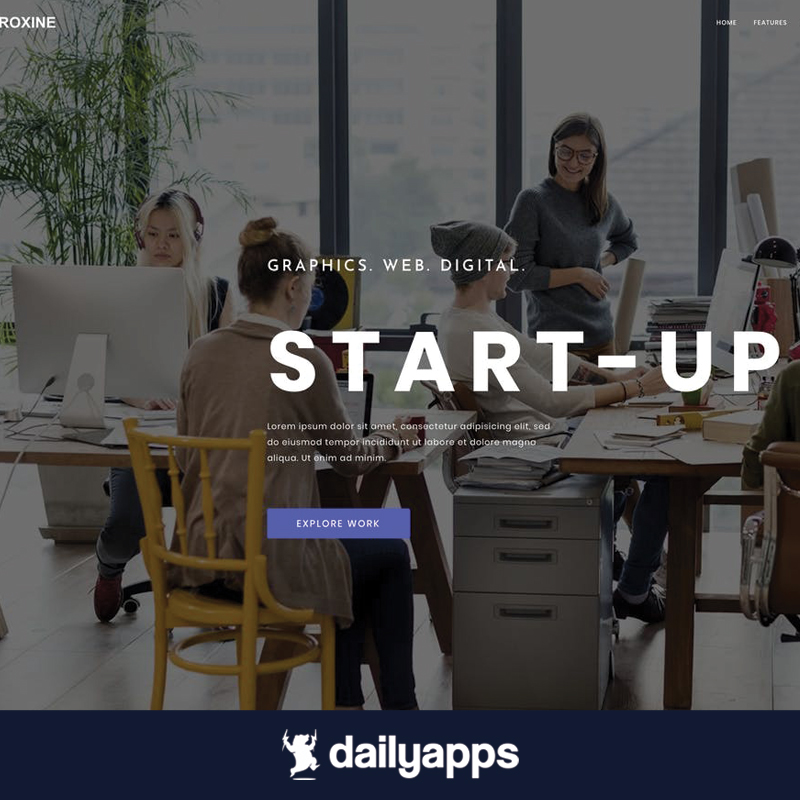 ROXINE
HOME FEATURES
GRAPHICS. WEB. DIGITAL.
START-UP
Lorem ipsum dolor sit amet, consectetur adipisicing elit, sed
do eiusmod tempor incididunt ut labore et dolore magna
aliqua. Ut enim ad minim.
EXPLORE WORK
dailyapps